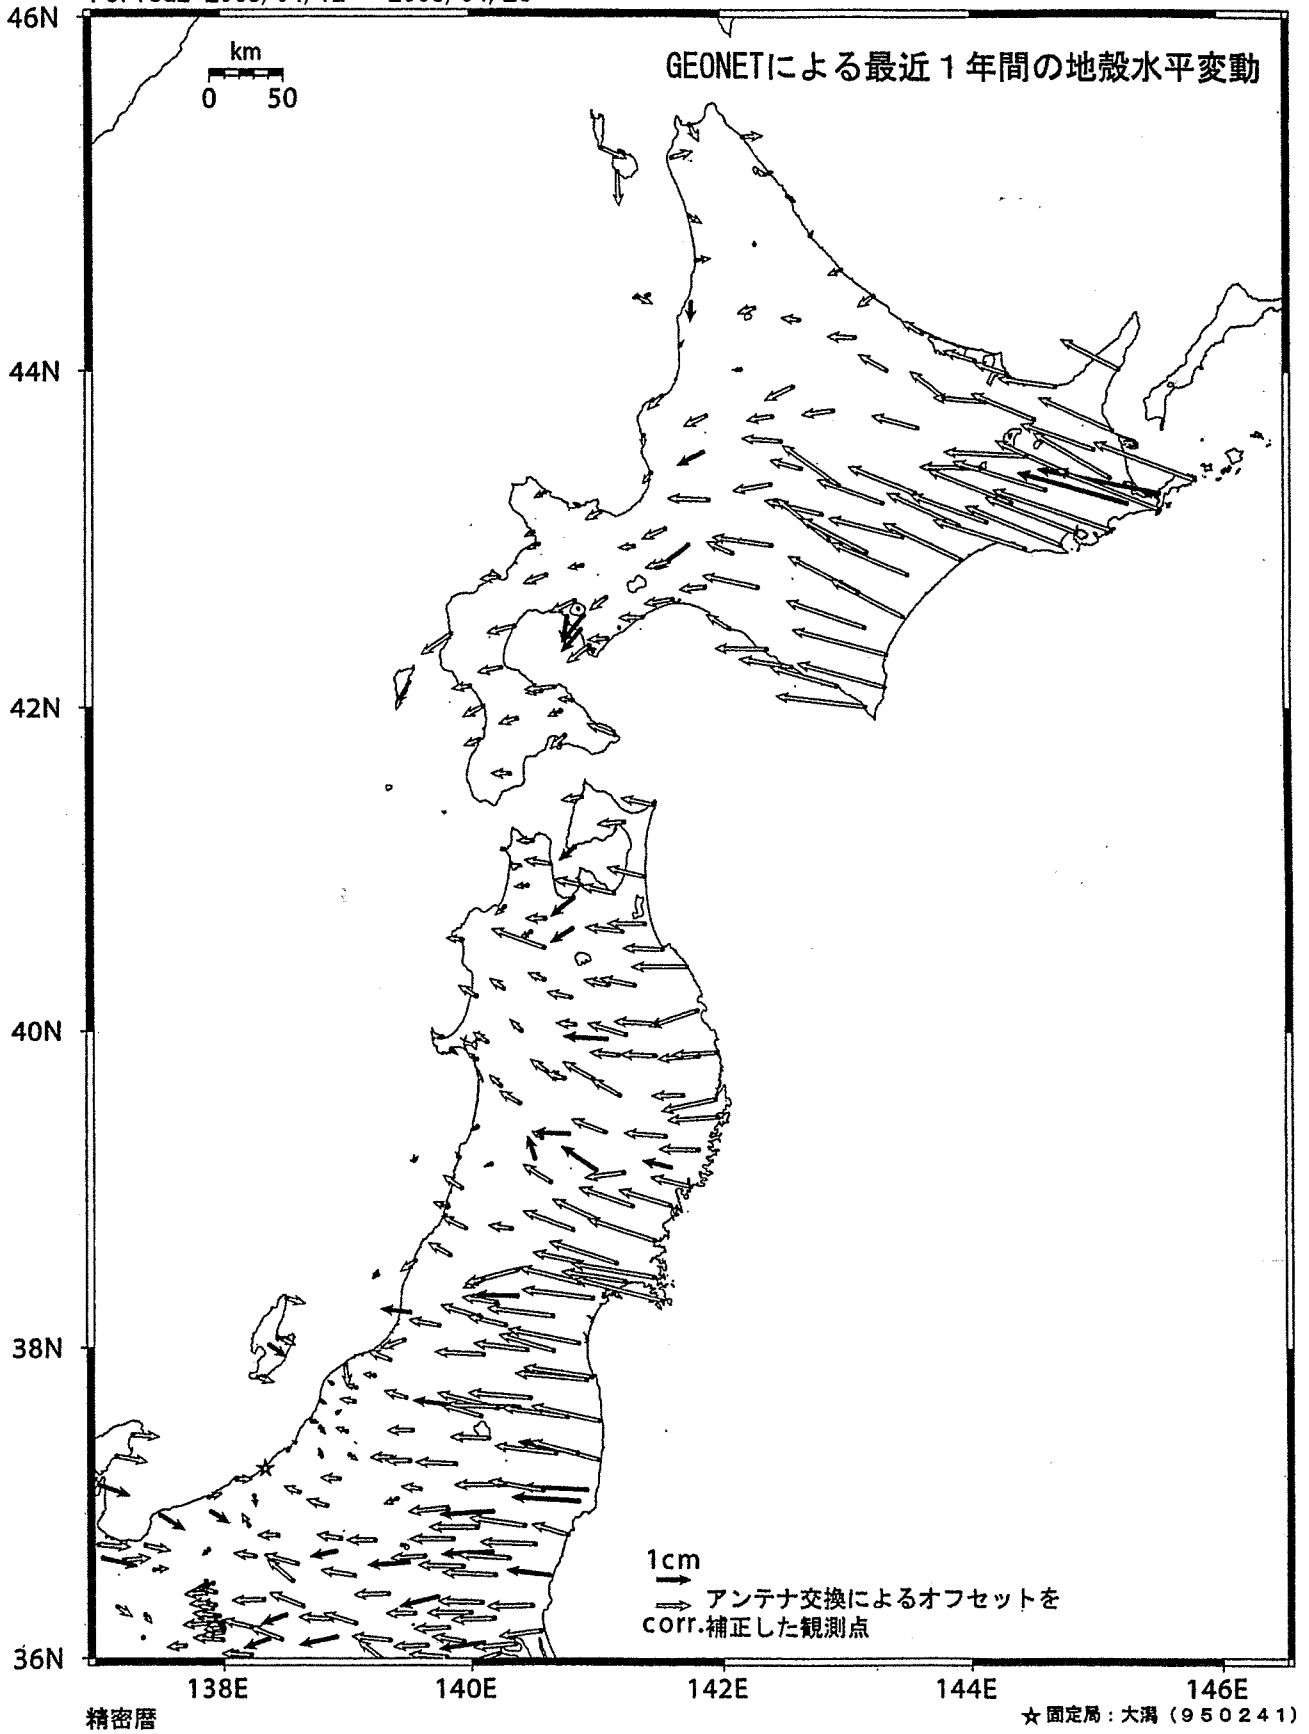 46N
km
0 50
GEONETによる最近1年間の地殻水平変動
44N
42N
40N
38N
36N
1cm
アンテナ交換によるオフセットを
corr.補正した観測点
138E 140E 142E 144E 146E
精密暦
☆固定局:大潟(950241)